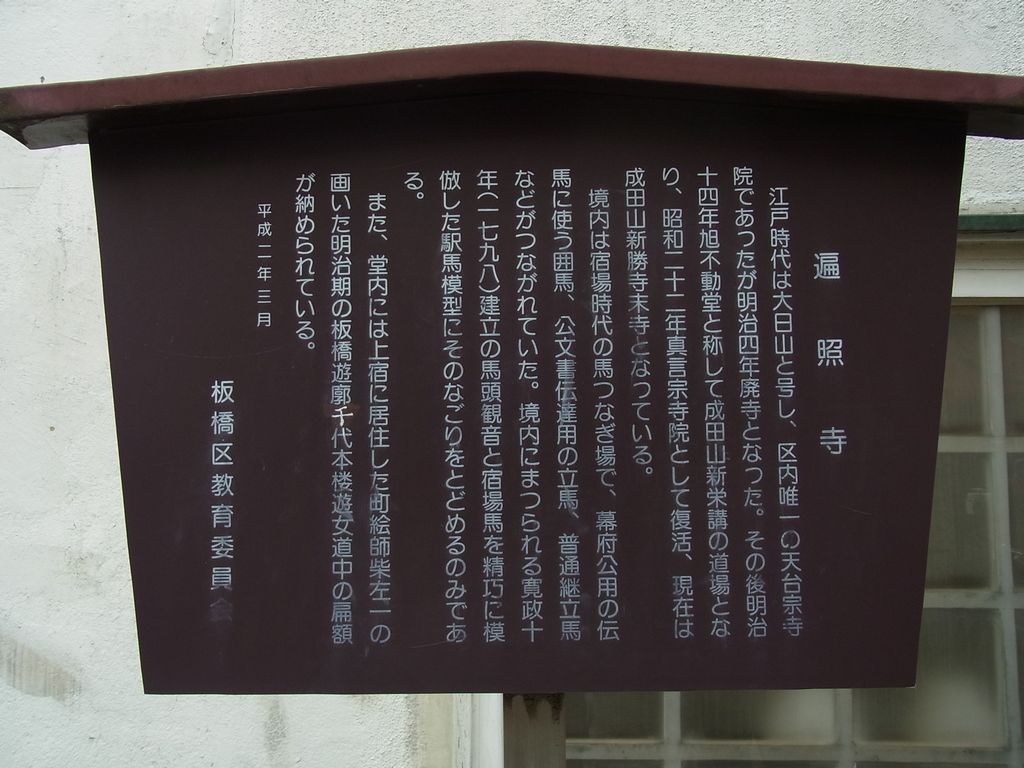 遍照寺
江戸時代は大日山と号し、区内唯一の天台宗寺
院であったが明治四年廃寺となった。その後明治
十四年旭不動堂と称して成田山新栄講の道場とな
り、昭和二十二年真言宗寺院として復活、現在は
成田山新勝寺末寺となっている。
境内は宿場時代の馬つなぎ場で、幕府公用の伝
馬に使う囲馬、公文書伝達用の立馬、普通継立馬
などがつながれていた。境内にまつられる寛政十
年(一七九八)建立の馬頭観音と宿場馬を精巧に模
倣した駅馬模型にそのなごりをとどめるのみであ
る。
また、堂内には上宿に居住した町絵師柴左一の
画いた明治期の板橋遊廓千代本楼遊女道中の扁額
が納められている。
平成二年三月
板橋区教育委員会